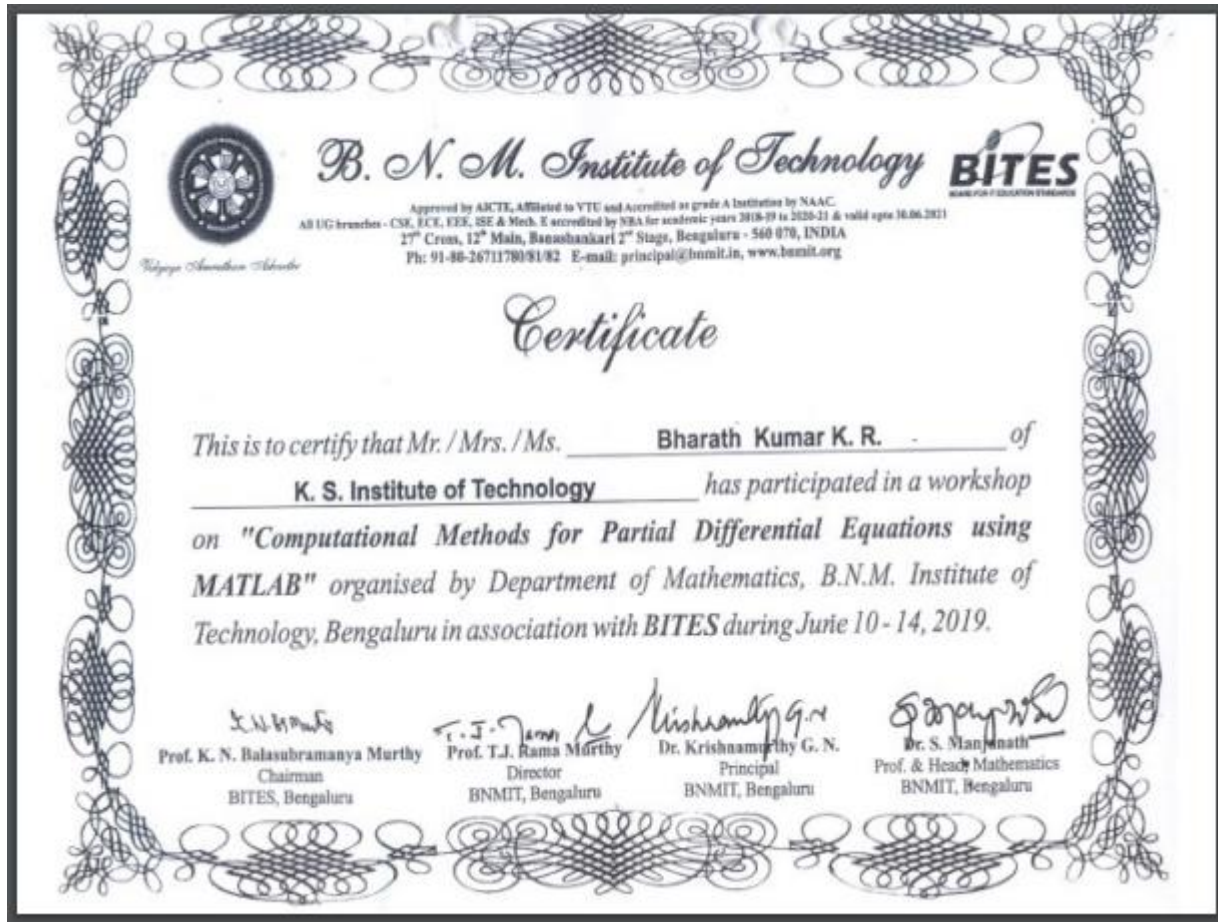 B. N. M. Institute of Technology
BITES
BOARD FOR IT EDUCATION STANDARDS
Approved by AICTE, Affiliated to VTU and Accredited as grade A Institution by NAAC.
All UG branches - CSE, ECE, EEE, ISE & Mech. E accredited by NBA for academic years 2018-19 to 2020-21 & valid upto 30.06.2021
27th Cross, 12th Main, Banashankari 2nd Stage, Bengaluru - 560 070, INDIA
Ph: 91-80-26711780/81/82 E-mail: principal@bnmit.in, www.bnmit.org
Certificate
This is to certify that Mr. / Mrs. / Ms. Bharath Kumar K. R. of
K. S. Institute of Technology has participated in a workshop
on "Computational Methods for Partial Differential Equations using
MATLAB" organised by Department of Mathematics, B.N.M. Institute of
Technology, Bengaluru in association with BITES during June 10 - 14, 2019.
Prof. K. N. Balasubramanya Murthy
Chairman
BITES, Bengaluru
Prof. T.J. Rama Murthy
Director
BNMIT, Bengaluru
Krishnamurthy G.N
Dr. Krishnamurthy G. N.
Principal
BNMIT, Bengaluru
Dr. S. Manjunath
Prof. & Head, Mathematics
BNMIT, Bengaluru